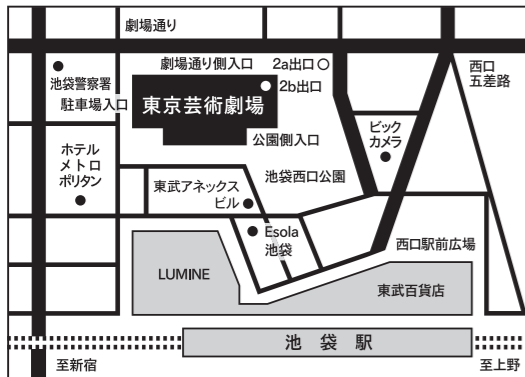 劇場通り
劇場通り側入口
2a出口
西口
五差路
池袋警察署
2b出口
駐車場入口
東京芸術劇場
公園側入口
ビック
カメラ
ホテル
メトロ
ポリタン
東武アネックス
ビル
池袋西口公園
Esola
池袋
西口駅前広場
LUMINE
東武百貨店
池袋駅
至新宿
至上野